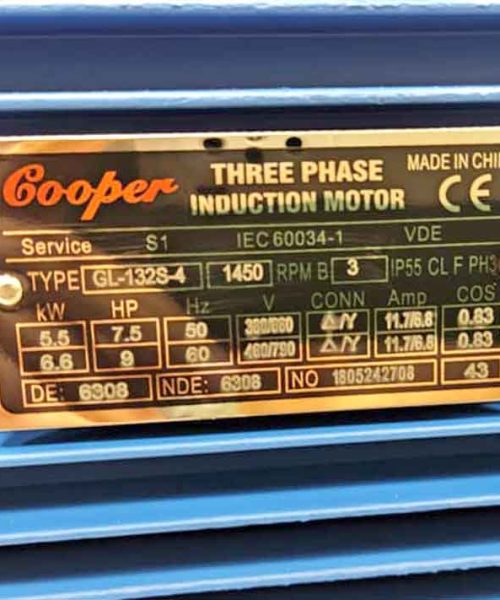 Cooper THREE PHASE INDUCTION MOTOR MADE IN CHI CE
Service S1 IEC 60034-1 VDE
TYPE GL-132S-4 1450 RPM B 3 IP55 CL F PH3
kW HP Hz V CONN Amp COS
5.5 7.5 50 380/660 Δ/Y 11.7/6.8 0.83
6.6 9 60 460/790 Δ/Y 11.7/6.8 0.83
DE: 6308 NDE: 6308 NO 1805242708 43